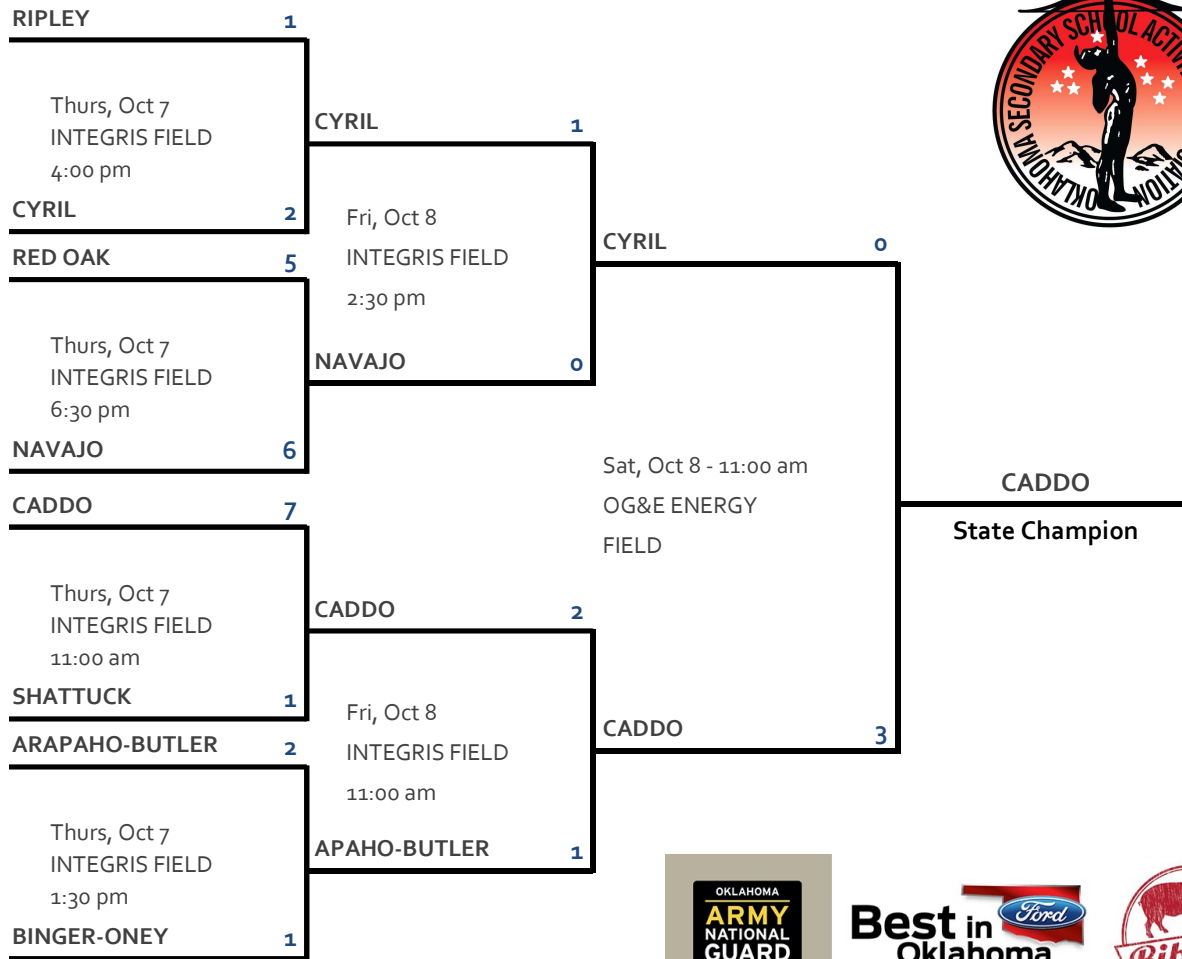 RIPLEY 1
Thurs, Oct 7
INTEGRIS FIELD
4:00 pm
CYRIL 2
RED OAK 5
Thurs, Oct 7
INTEGRIS FIELD
6:30 pm
NAVAJO 6
CADDO 7
Thurs, Oct 7
INTEGRIS FIELD
11:00 am
SHATTUCK 1
ARAPAHO-BUTLER 2
Thurs, Oct 7
INTEGRIS FIELD
1:30 pm
BINGER-ONEY 1
CYRIL 1
Fri, Oct 8
INTEGRIS FIELD
2:30 pm
NAVAJO 0
CADDO 2
Fri, Oct 8
INTEGRIS FIELD
11:00 am
APAHO-BUTLER 1
CYRIL 0
Sat, Oct 8 - 11:00 am
OG&E ENERGY
FIELD
CADDO 3
CADDO
State Champion
OKLAHOMA SECONDARY SCHOOL
OKLAHOMA
ARMY
NATIONAL
GUARD
Best in
Oklahoma
Ford